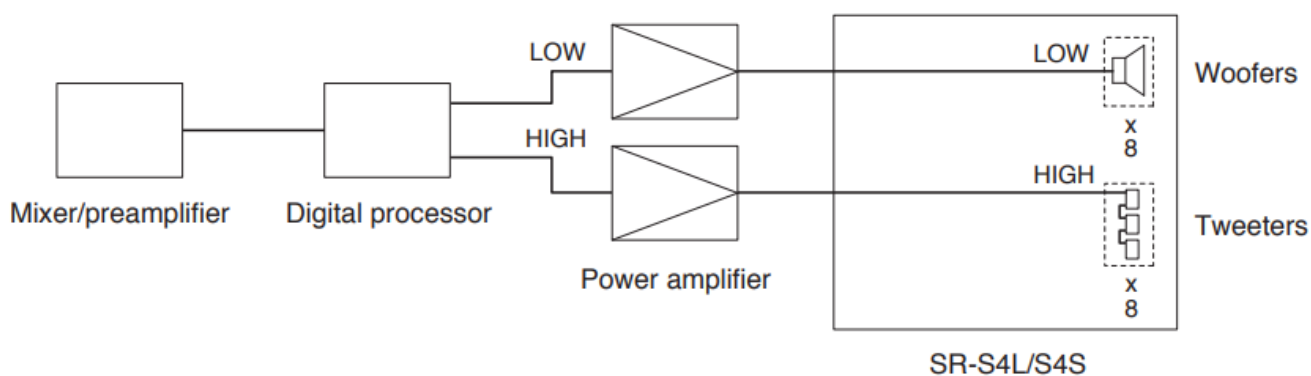 LOW
LOW
Woofers
x
8
HIGH
HIGH
Mixer/preamplifier
Digital processor
Tweeters
Power amplifier
x
8
SR-S4L/S4S